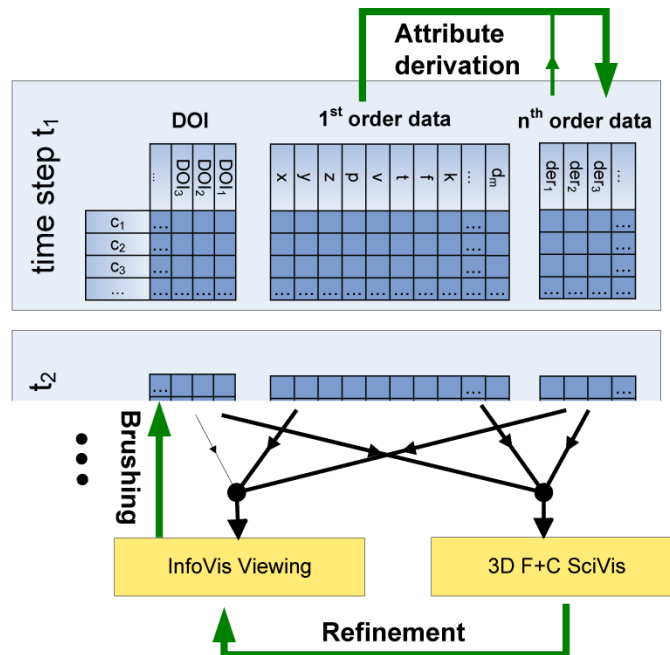 Attribute
derivation
time step t1
DOI
1st order data
nth order data
... DOI3 DOI2 DOI1
x y z p v t f k ... dm
der1 der2 der3 ...
c1 ... ... ...
c2 ... ...
c3 ... ... ...
... ... ... ... ... ... ... ... ... ... ... ... ... ... ... ... ... ... ...
t2
... ... ...
Brushing
InfoVis Viewing
3D F+C SciVis
Refinement